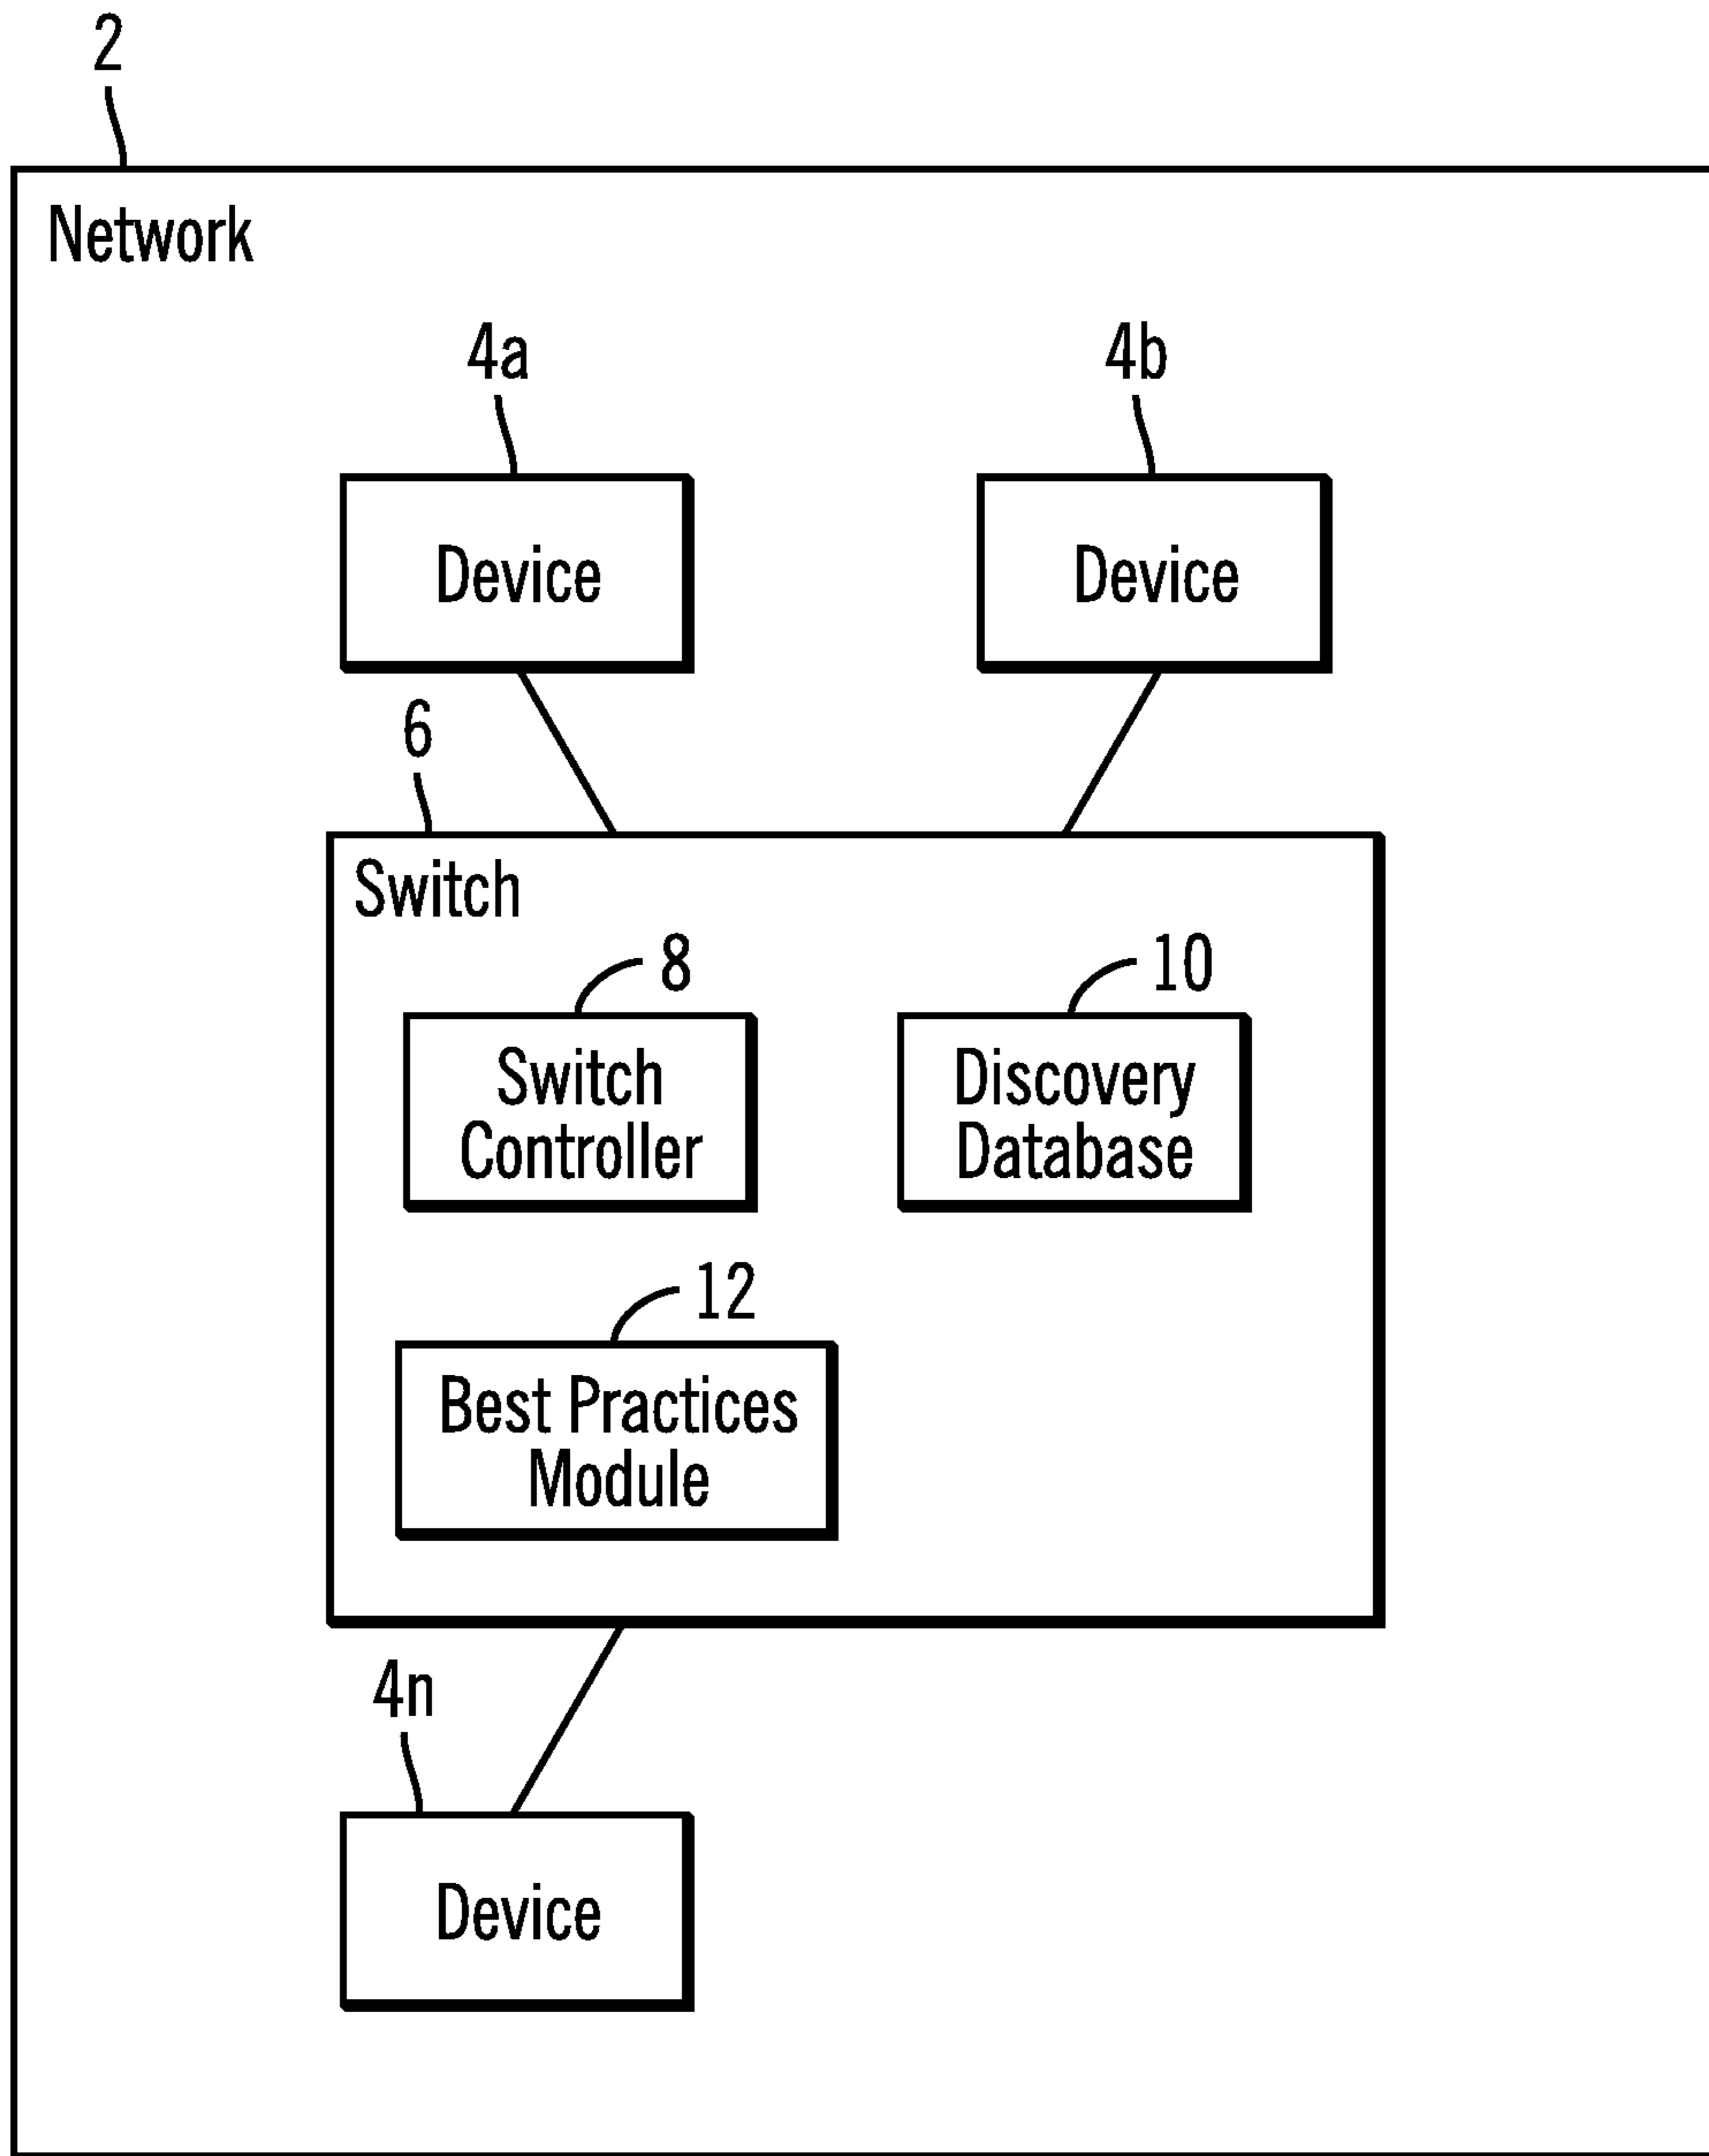 2
Network
4a
4b
Device
Device
6
Switch
8
10
Switch
Controller
Discovery
Database
12
Best Practices
Module
4n
Device